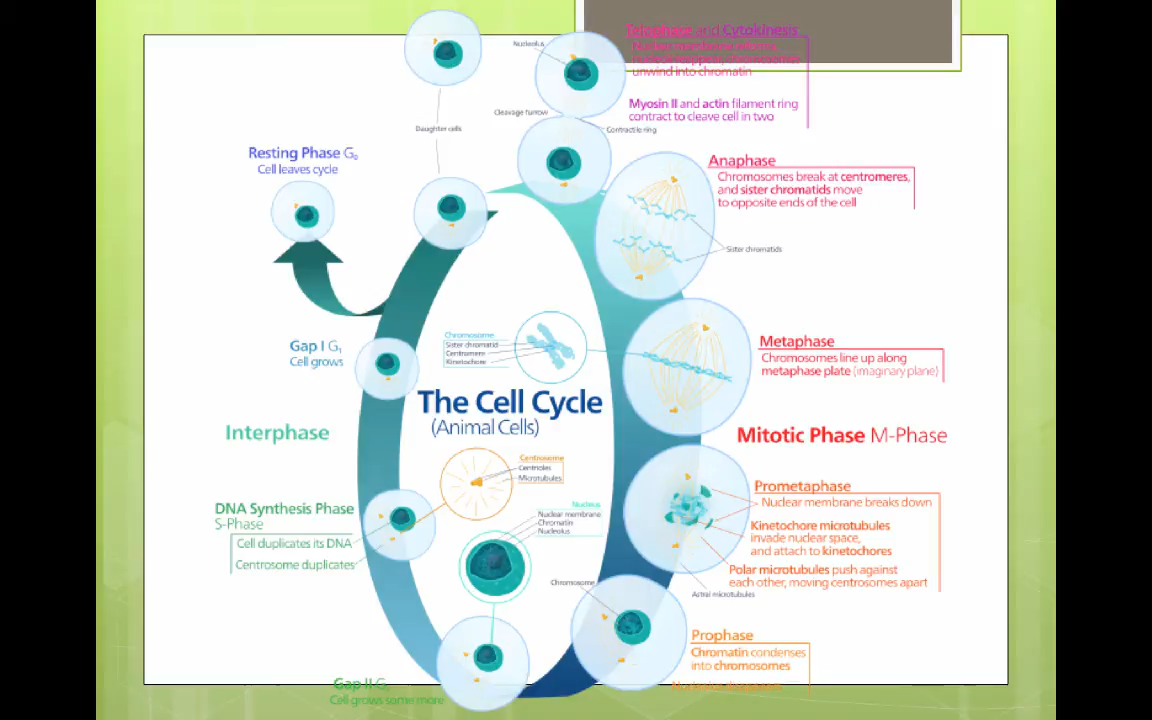 Telophase and Cytokinesis
Nuclear membrane reforms,
unwind into chromatin
Nucleolus
Myosin II and actin filament ring
contract to cleave cell in two
Cleavage furrow
Contractile ring
Daughter cells
Resting Phase G0
Cell leaves cycle
Anaphase
Chromosomes break at centromeres,
and sister chromatids move
to opposite ends of the cell
Sister chromatids
Gap I G1
Cell grows
Chromosome
Sister chromatid
Centromere
Kinetochore
Metaphase
Chromosomes line up along
metaphase plate (imaginary plane)
The Cell Cycle
(Animal Cells)
Interphase
Mitotic Phase M-Phase
Centrosome
Centrioles
Microtubules
Prometaphase
Nuclear membrane breaks down
Kinetochore microtubules
invade nuclear space,
and attach to kinetochores
Polar microtubules push against
each other, moving centrosomes apart
Astral microtubules
DNA Synthesis Phase
S-Phase
Cell duplicates its DNA
Centrosome duplicates
Nucleus
Nuclear membrane
Chromatin
Nucleolus
Chromosome
Prophase
Chromatin condenses
into chromosomes
Nucleolus disappears
Gap II G
Cell grows some more